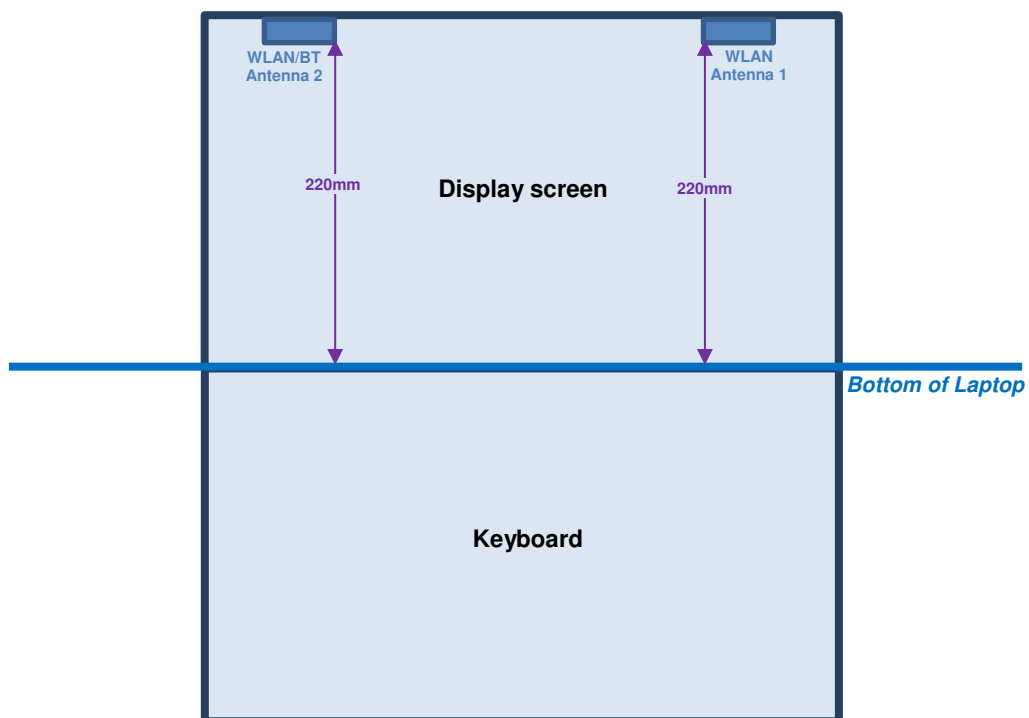 WLAN/BT
Antenna 2
WLAN
Antenna 1
220mm
Display screen
220mm
Bottom of Laptop
Keyboard